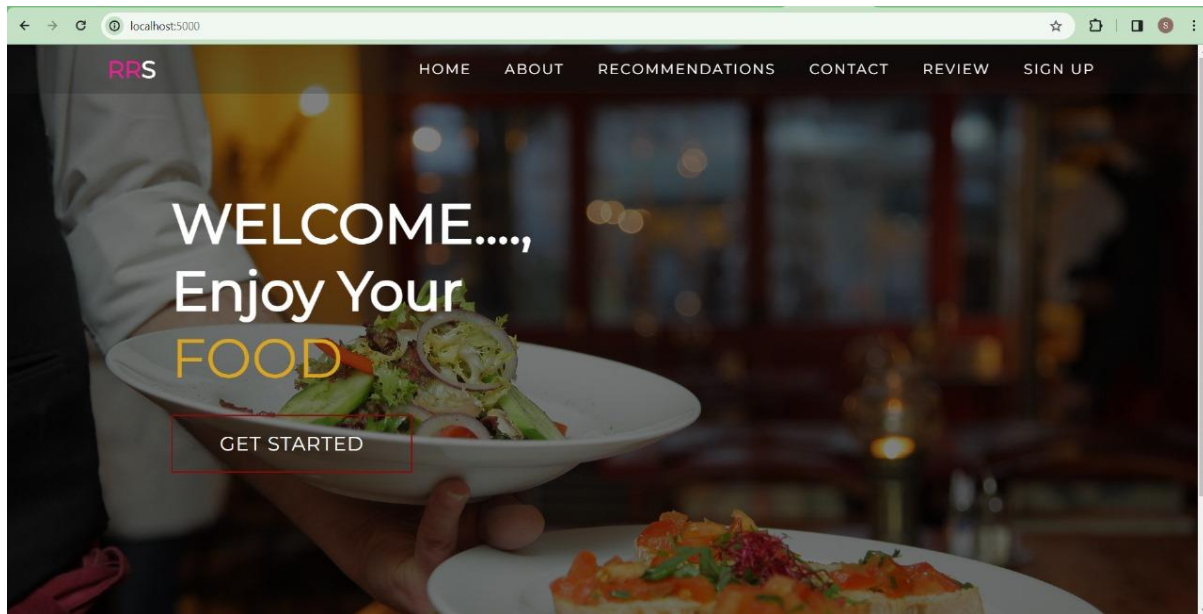 localhost:5000
S
RRS
HOME ABOUT RECOMMENDATIONS CONTACT REVIEW SIGN UP
WELCOME....,
Enjoy Your
FOOD
GET STARTED